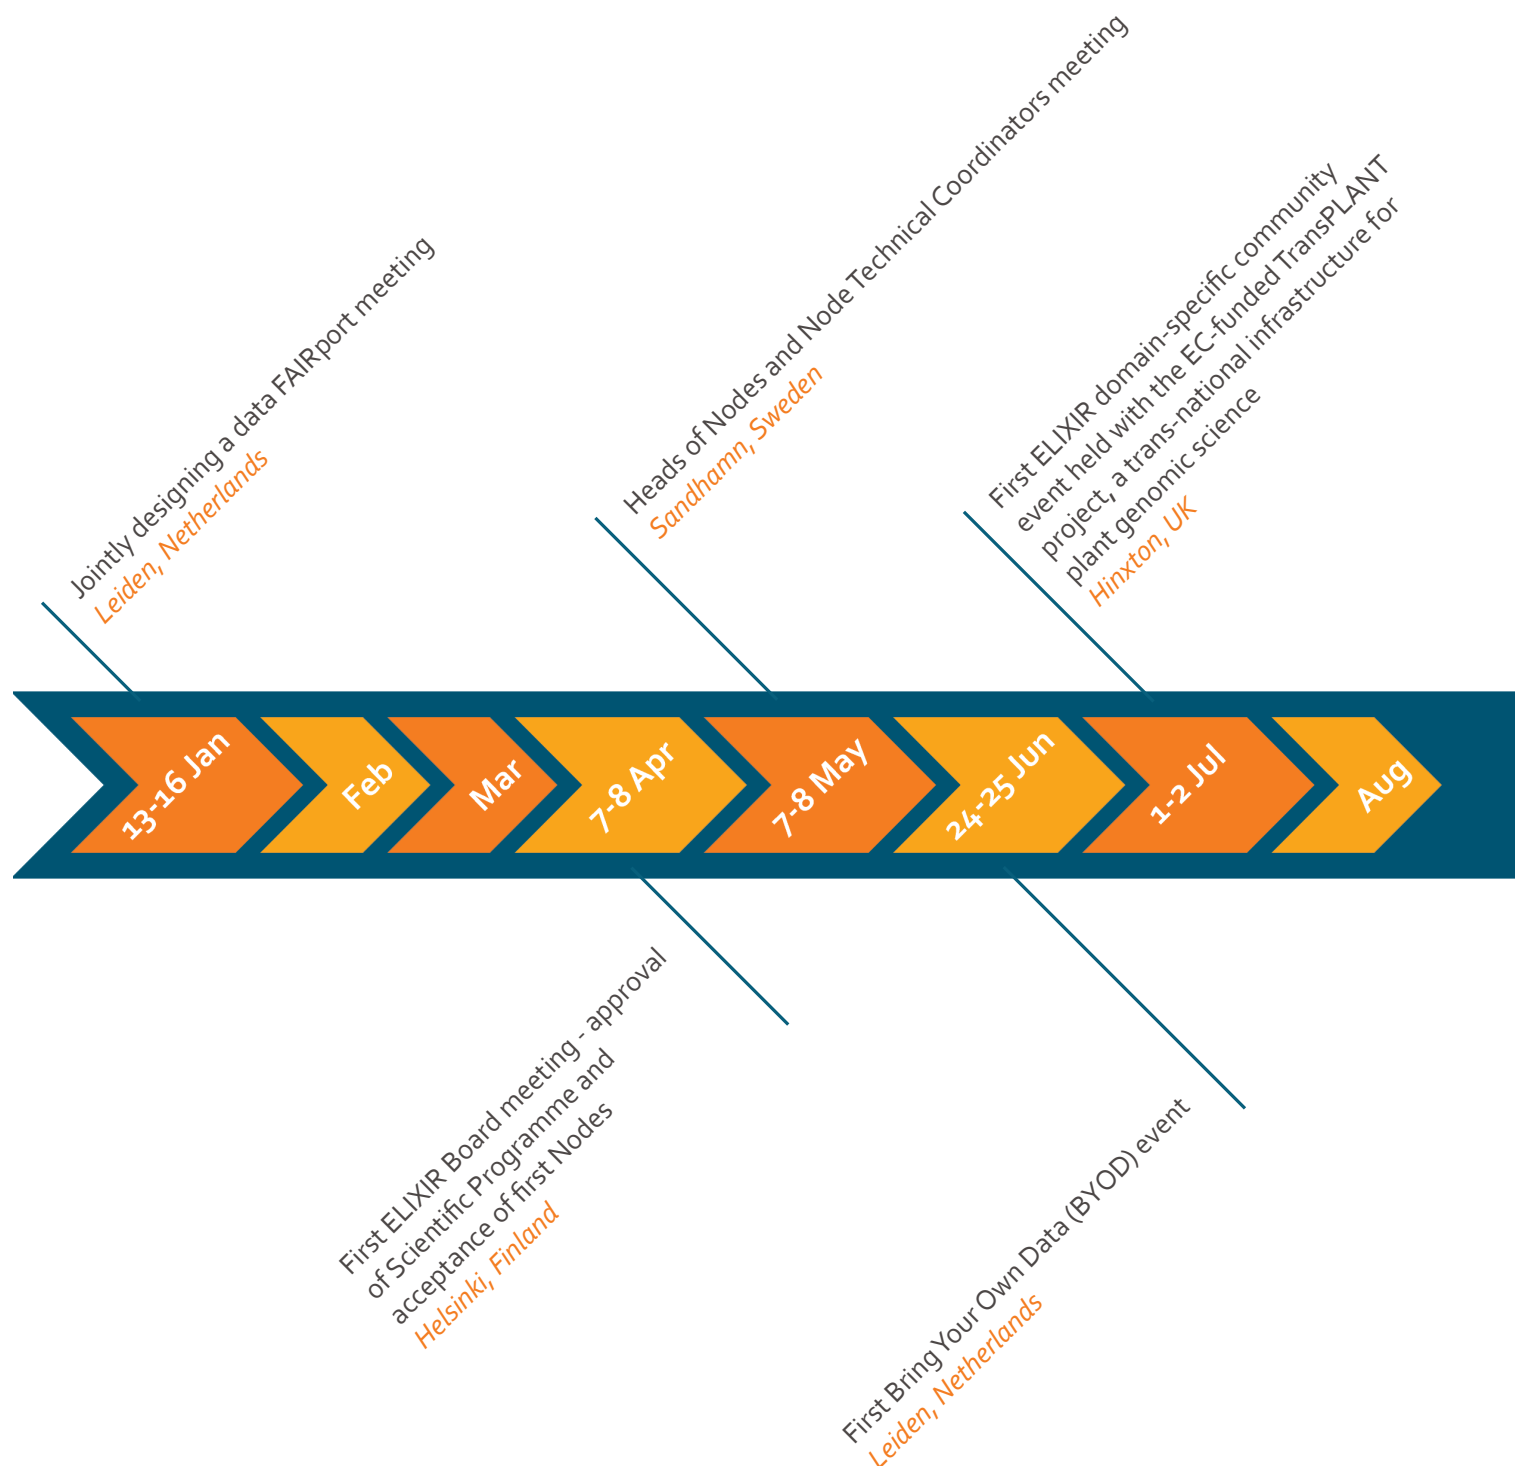 Jointly designing a data FAIRport meeting
Leiden, Netherlands
Heads of Nodes and Node Technical Coordinators meeting
Sandhamn, Sweden
First ELIXIR domain-specific community
event held with the EC-funded TransPLANT
project, a trans-national infrastructure for
plant genomic science
Hinxton, UK
13-16 Jan
Feb
Mar
7-8 Apr
7-8 May
24-25 Jun
1-2 Jul
Aug
First ELIXIR Board meeting - approval
of Scientific Programme and
acceptance of first Nodes
Helsinki, Finland
First Bring Your Own Data (BYOD) event
Leiden, Netherlands